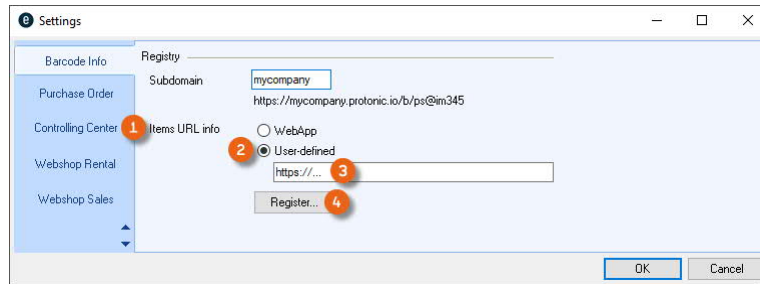 e Settings
Barcode Info
Purchase Order
Controlling Center
Webshop Rental
Webshop Sales
Registry
Subdomain
mycompany
https://mycompany.protonic.io/b/ps@im345
1 Items URL info
WebApp
2 User-defined
https://... 3
Register... 4
OK
Cancel